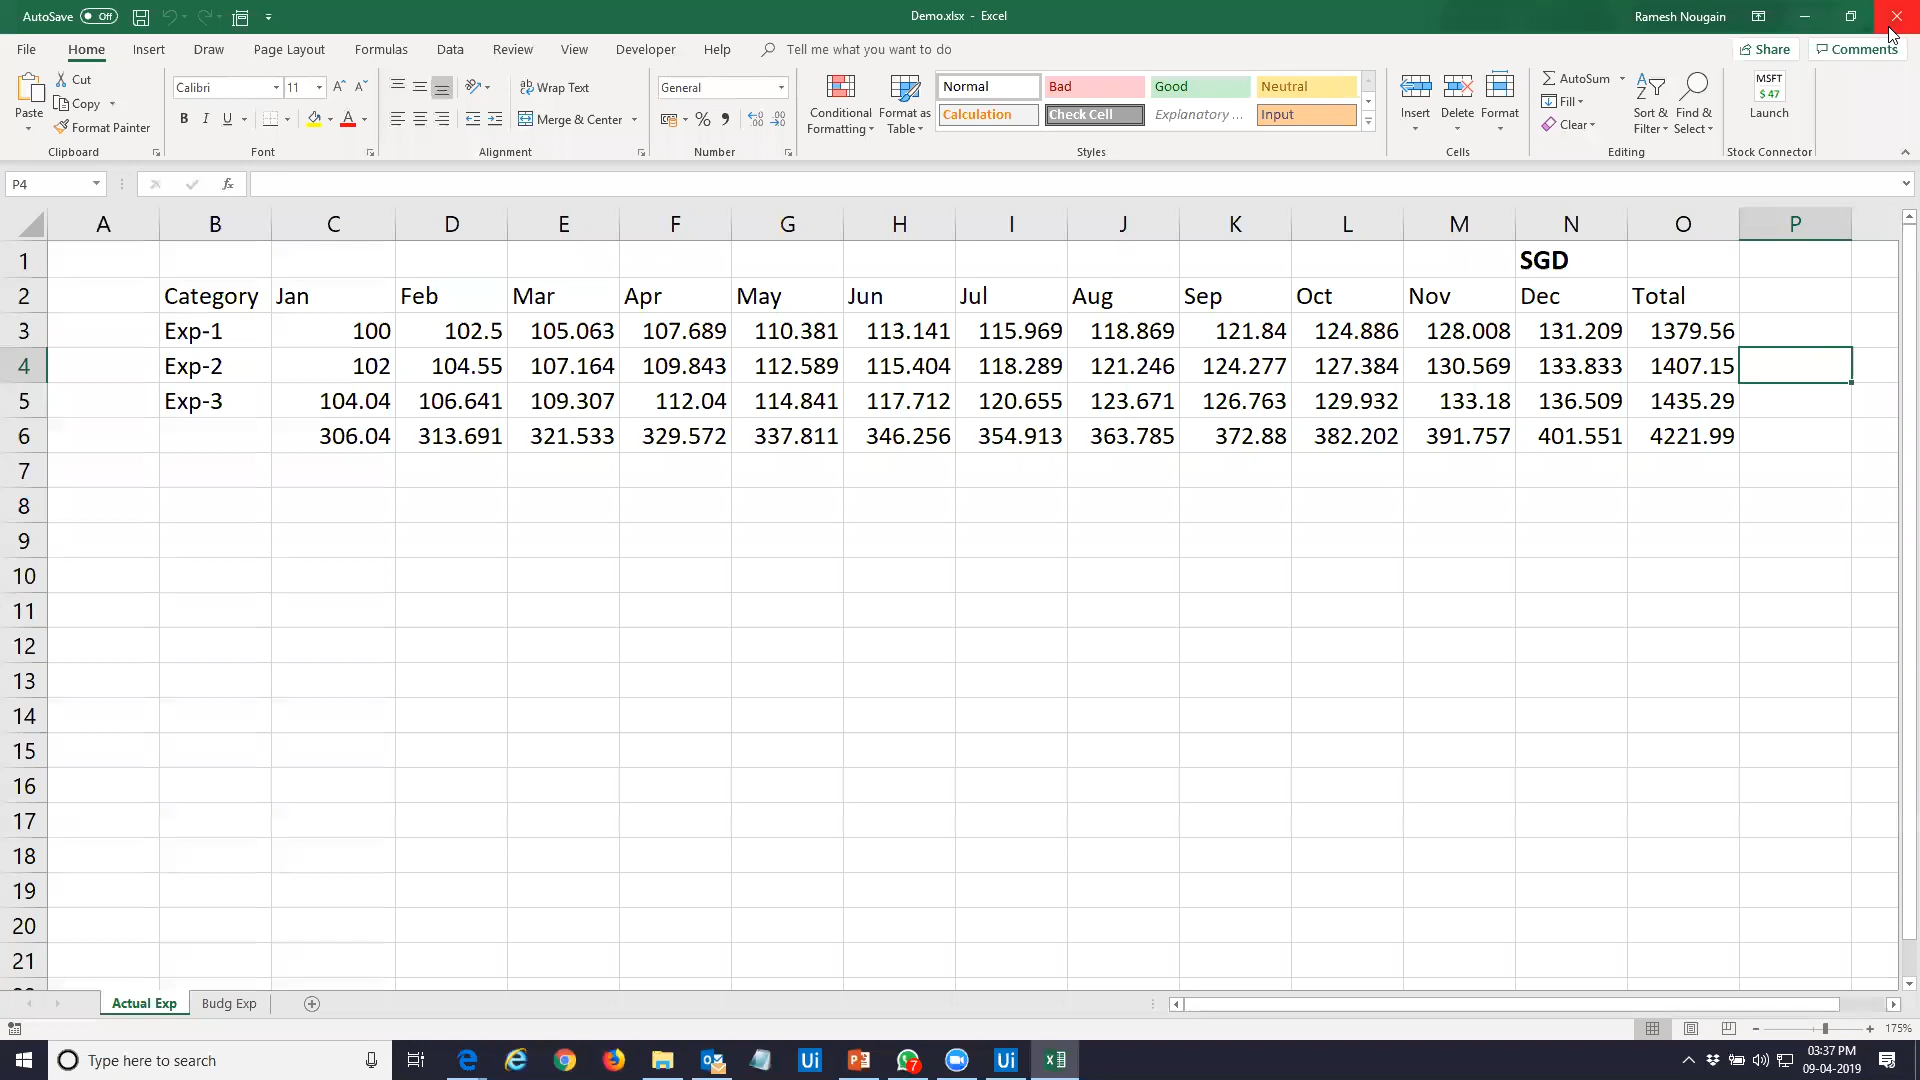 AutoSave Off Demo.xlsx - Excel Ramesh Nougain
File Home Insert Draw Page Layout Formulas Data Review View Developer Help Tell me what you want to do Share Comments
Paste Cut Copy Format Painter Clipboard
Calibri 11 B I U A Font
Wrap Text Merge & Center Alignment
General % Number
Conditional Formatting Format as Table
Normal Bad Good Neutral
Calculation Check Cell Explanatory ... Input
Styles
Insert Delete Format Cells
AutoSum Fill Clear Sort & Filter Find & Select Editing
MSFT $ 47 Launch Stock Connector
P4 fx
A B C D E F G H I J K L M N O P
1 SGD
2 Category Jan Feb Mar Apr May Jun Jul Aug Sep Oct Nov Dec Total
3 Exp-1 100 102.5 105.063 107.689 110.381 113.141 115.969 118.869 121.84 124.886 128.008 131.209 1379.56
4 Exp-2 102 104.55 107.164 109.843 112.589 115.404 118.289 121.246 124.277 127.384 130.569 133.833 1407.15
5 Exp-3 104.04 106.641 109.307 112.04 114.841 117.712 120.655 123.671 126.763 129.932 133.18 136.509 1435.29
6 306.04 313.691 321.533 329.572 337.811 346.256 354.913 363.785 372.88 382.202 391.757 401.551 4221.99
7
8
9
10
11
12
13
14
15
16
17
18
19
20
21
Actual Exp Budg Exp
175%
Type here to search
03:37 PM
09-04-2019